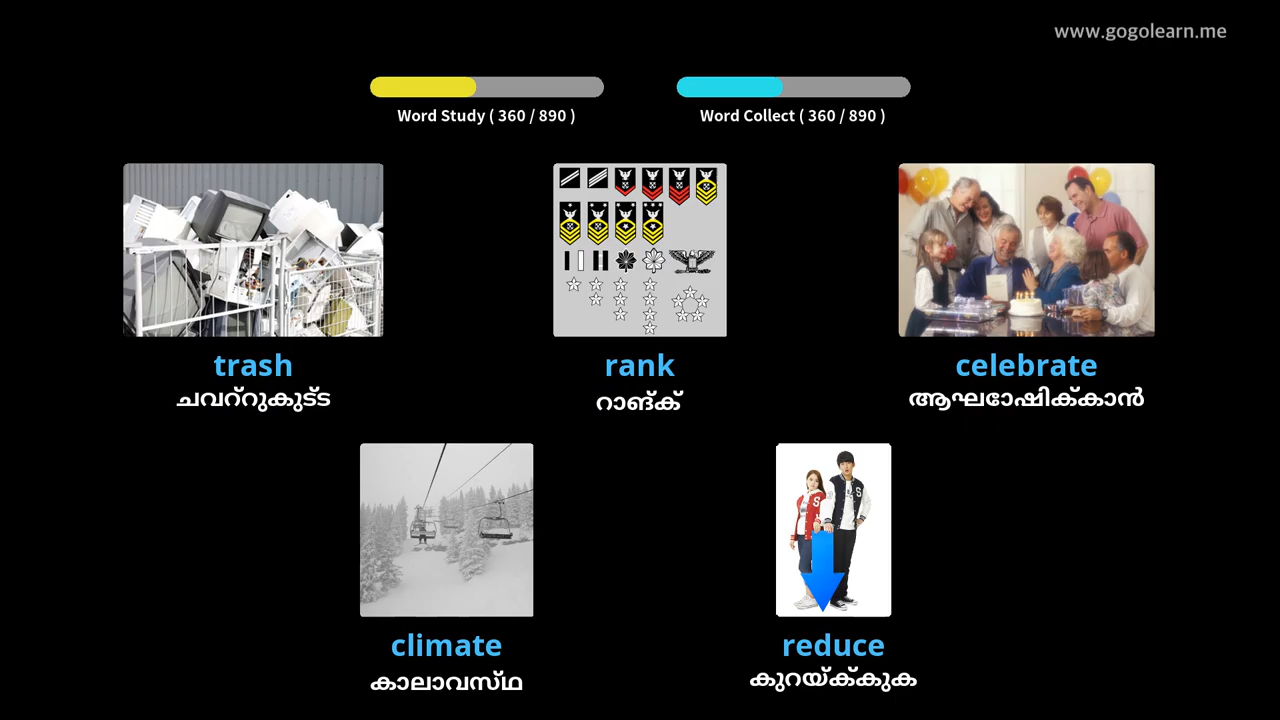 www.gogolearn.me
Word Study ( 360 / 890 )
Word Collect ( 360 / 890 )
trash
ചവറ്റുകുട്ട
rank
റാങ്ക്
celebrate
ആഘോഷിക്കാൻ
climate
കാലാവസ്ഥ
reduce
കുറയ്ക്കുക